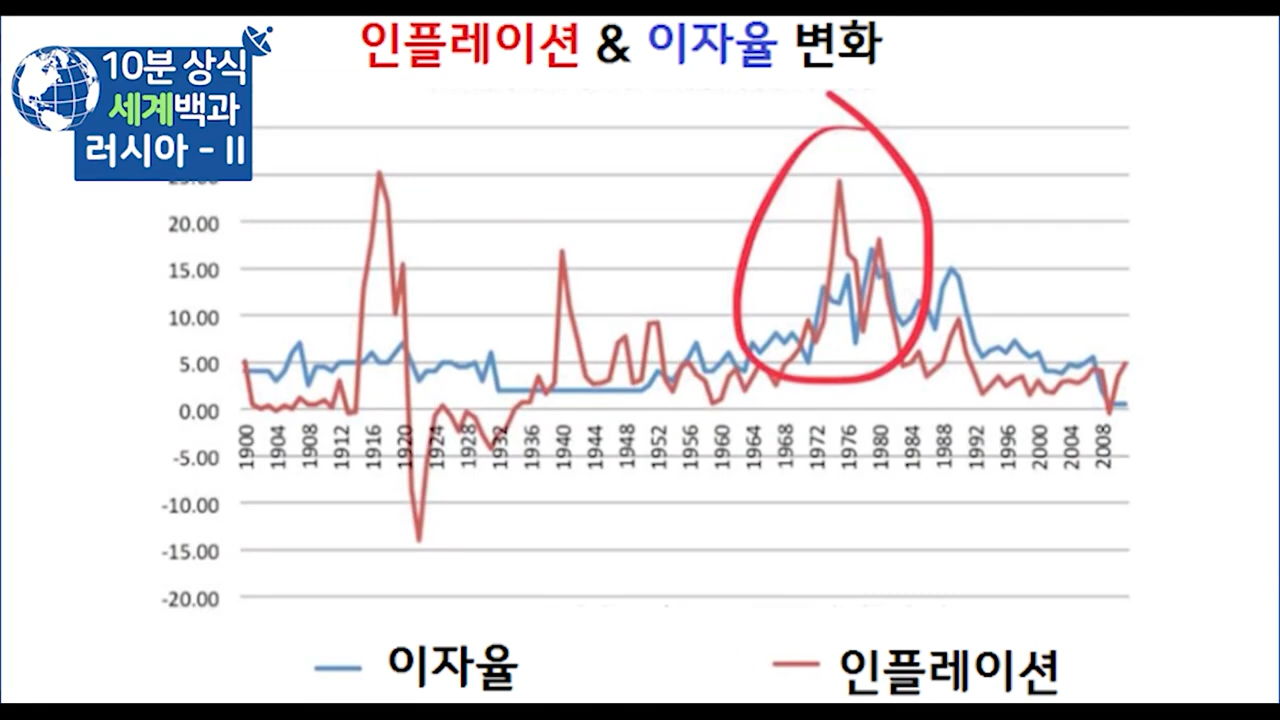 인플레이션 & 이자율 변화
10분 상식
세계백과
러시아 - II
20.00
15.00
10.00
5.00
0.00
-5.00
-10.00
-15.00
-20.00
1900 1904 1908 1912 1916 1920 1924 1928 1932 1936 1940 1944 1948 1952 1956 1960 1964 1968 1972 1976 1980 1984 1988 1992 1996 2000 2004 2008
이자율 인플레이션